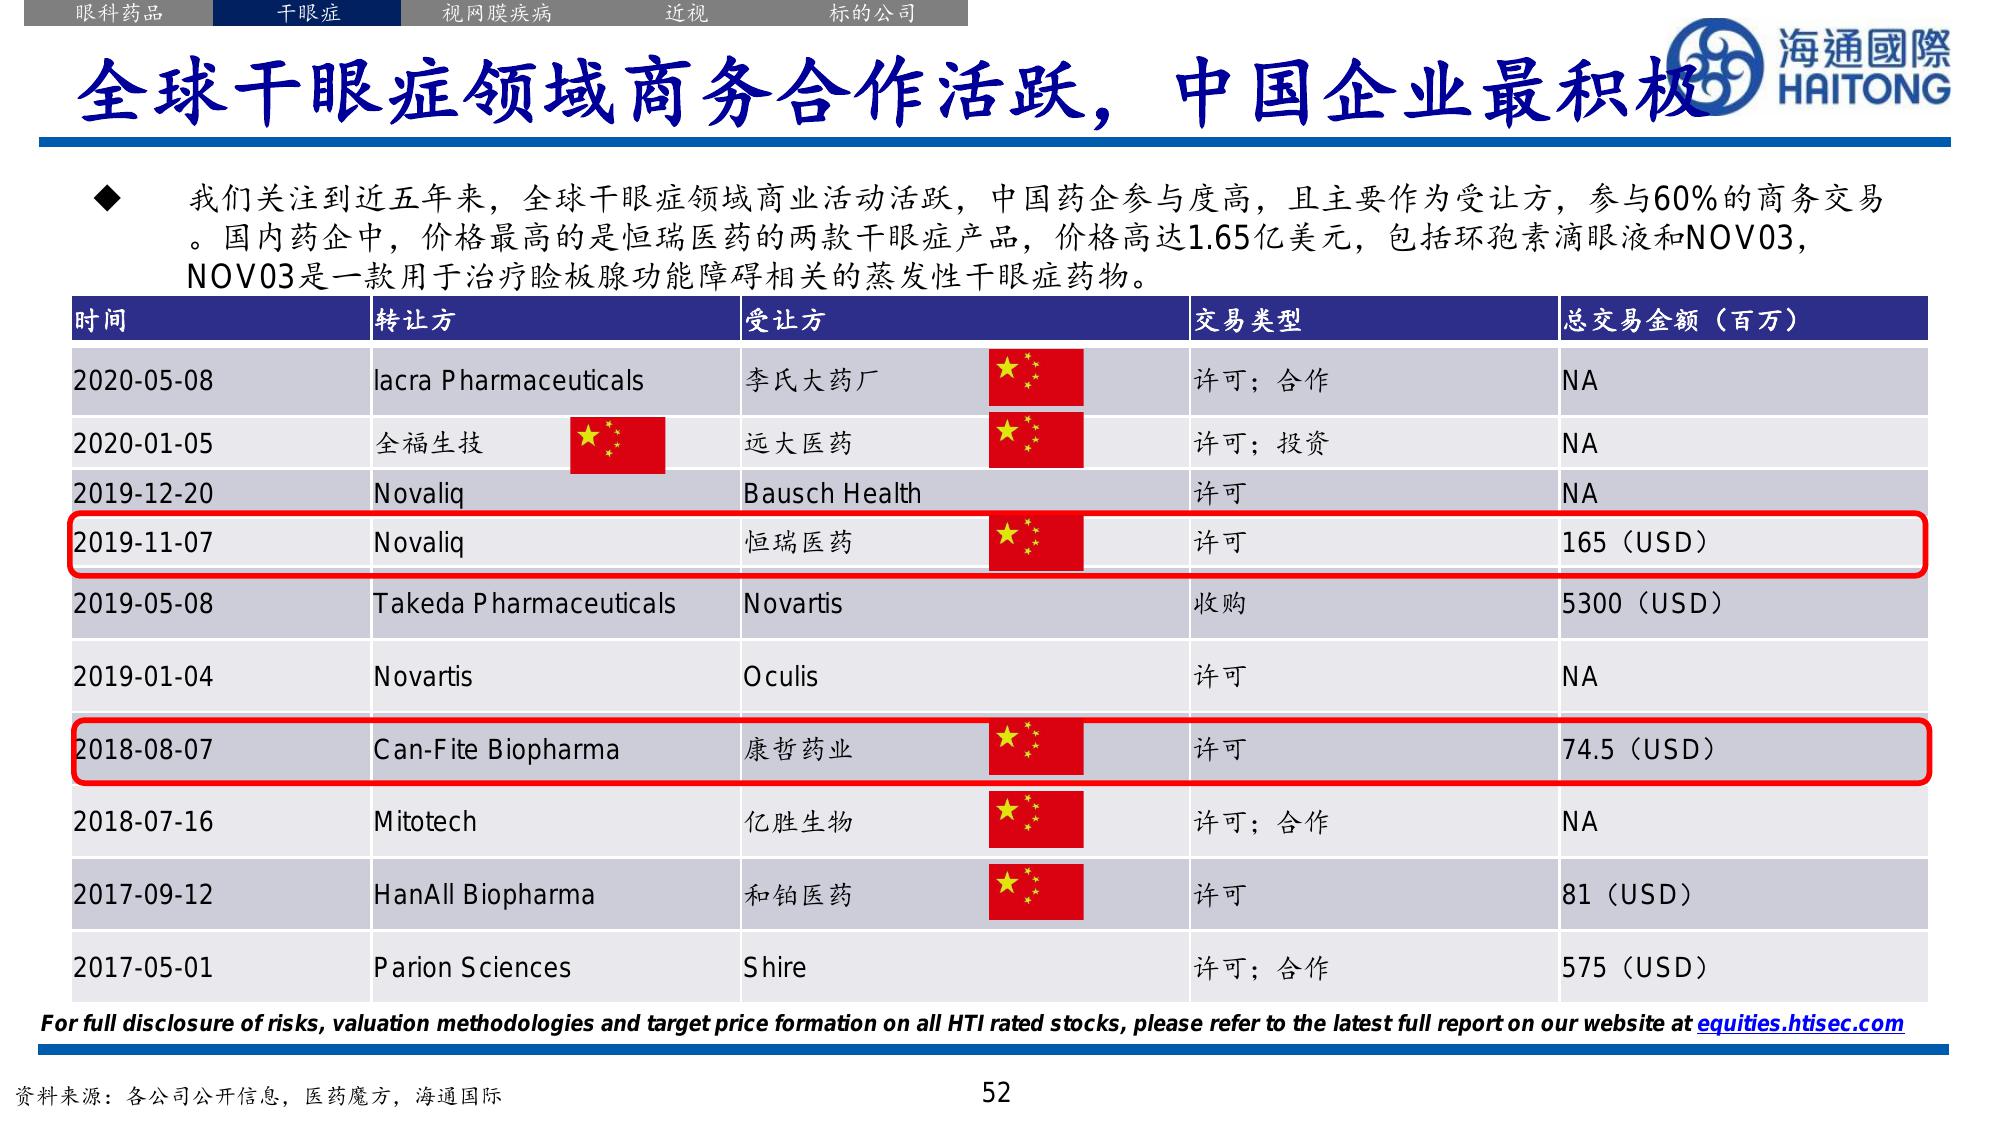 眼科药品 干眼症 视网膜疾病 近视 标的公司
海通國際
HAITONG
全球干眼症领域商务合作活跃，中国企业最积极
◆ 我们关注到近五年来，全球干眼症领域商业活动活跃，中国药企参与度高，且主要作为受让方，参与60%的商务交易
。国内药企中，价格最高的是恒瑞医药的两款干眼症产品，价格高达1.65亿美元，包括环孢素滴眼液和NOV03，
NOV03是一款用于治疗睑板腺功能障碍相关的蒸发性干眼症药物。
时间 转让方 受让方 交易类型 总交易金额（百万）
2020-05-08 lacra Pharmaceuticals 李氏大药厂 许可；合作 NA
2020-01-05 全福生技 远大医药 许可；投资 NA
2019-12-20 Novaliq Bausch Health 许可 NA
2019-11-07 Novaliq 恒瑞医药 许可 165（USD）
2019-05-08 Takeda Pharmaceuticals Novartis 收购 5300（USD）
2019-01-04 Novartis Oculis 许可 NA
2018-08-07 Can-Fite Biopharma 康哲药业 许可 74.5（USD）
2018-07-16 Mitotech 亿胜生物 许可；合作 NA
2017-09-12 HanAll Biopharma 和铂医药 许可 81（USD）
2017-05-01 Parion Sciences Shire 许可；合作 575（USD）
For full disclosure of risks, valuation methodologies and target price formation on all HTI rated stocks, please refer to the latest full report on our website at equities.htisec.com
资料来源：各公司公开信息，医药魔方，海通国际
52